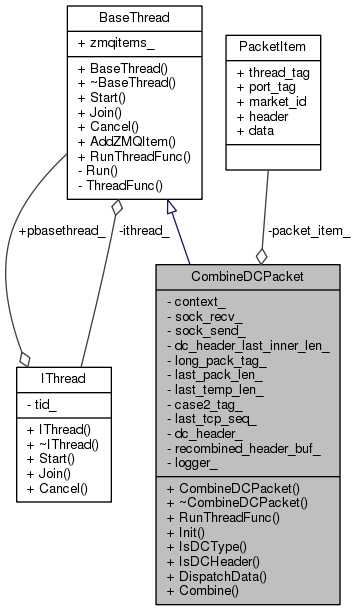 BaseThread
+ zmqitems_
+ BaseThread()
+ ~BaseThread()
+ Start()
+ Join()
+ Cancel()
+ AddZMQItem()
+ RunThreadFunc()
- Run()
- ThreadFunc()
PacketItem
+ thread_tag
+ port_tag
+ market_id
+ header
+ data
+pbasethread_
-ithread_
-packet_item_
IThread
- tid_
+ IThread()
+ ~IThread()
+ Start()
+ Join()
+ Cancel()
CombineDCPacket
- context_
- sock_recv_
- sock_send_
- dc_header_last_inner_len_
- long_pack_tag_
- last_pack_len_
- last_temp_len_
- case2_tag_
- last_tcp_seq_
- dc_header_
- recombined_header_buf_
- logger_
+ CombineDCPacket()
+ ~CombineDCPacket()
+ RunThreadFunc()
+ Init()
+ IsDCType()
+ IsDCHeader()
+ DispatchData()
+ Combine()